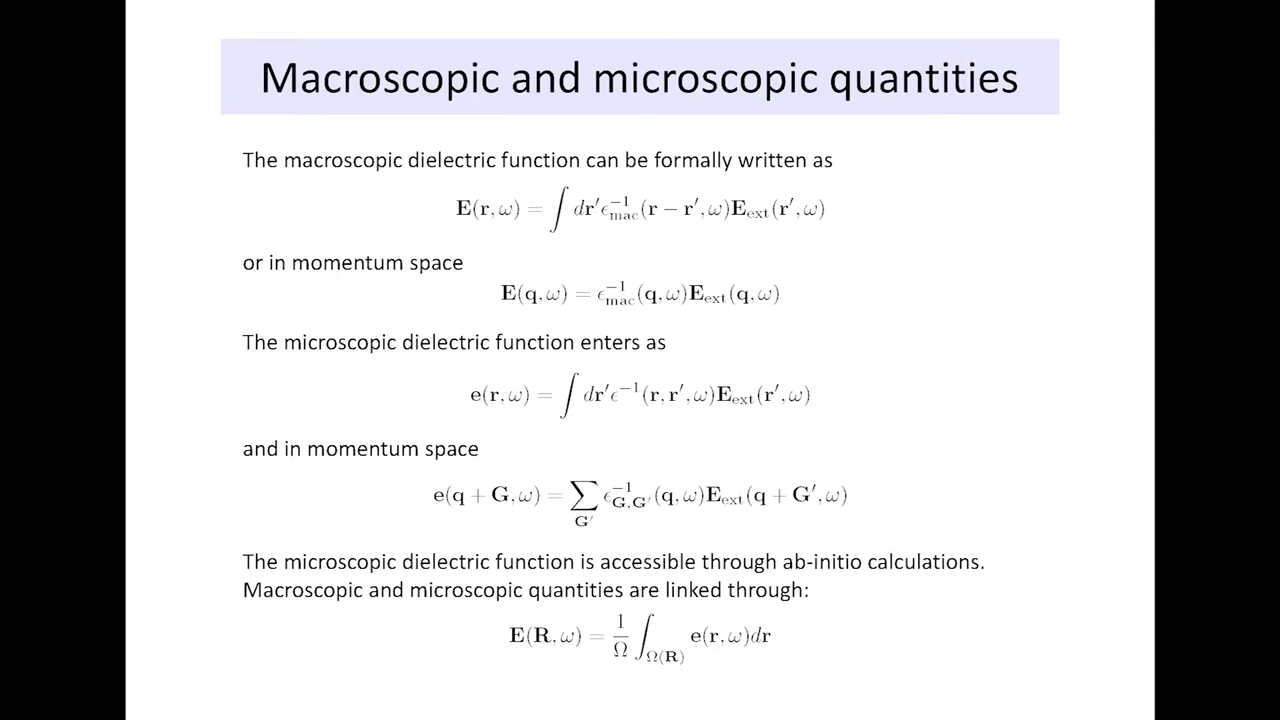 Macroscopic and microscopic quantities
The macroscopic dielectric function can be formally written as
E(r, ω) = ∫ dr′ϵ⁻¹mac(r − r′, ω)Eext(r′, ω)
or in momentum space
E(q, ω) = ϵ⁻¹mac(q, ω)Eext(q, ω)
The microscopic dielectric function enters as
e(r, ω) = ∫ dr′ϵ⁻¹(r, r′, ω)Eext(r′, ω)
and in momentum space
e(q + G, ω) = ∑G′ ϵ⁻¹G,G′(q, ω)Eext(q + G′, ω)
The microscopic dielectric function is accessible through ab-initio calculations.
Macroscopic and microscopic quantities are linked through:
E(R, ω) = 1/Ω ∫Ω(R) e(r, ω)dr